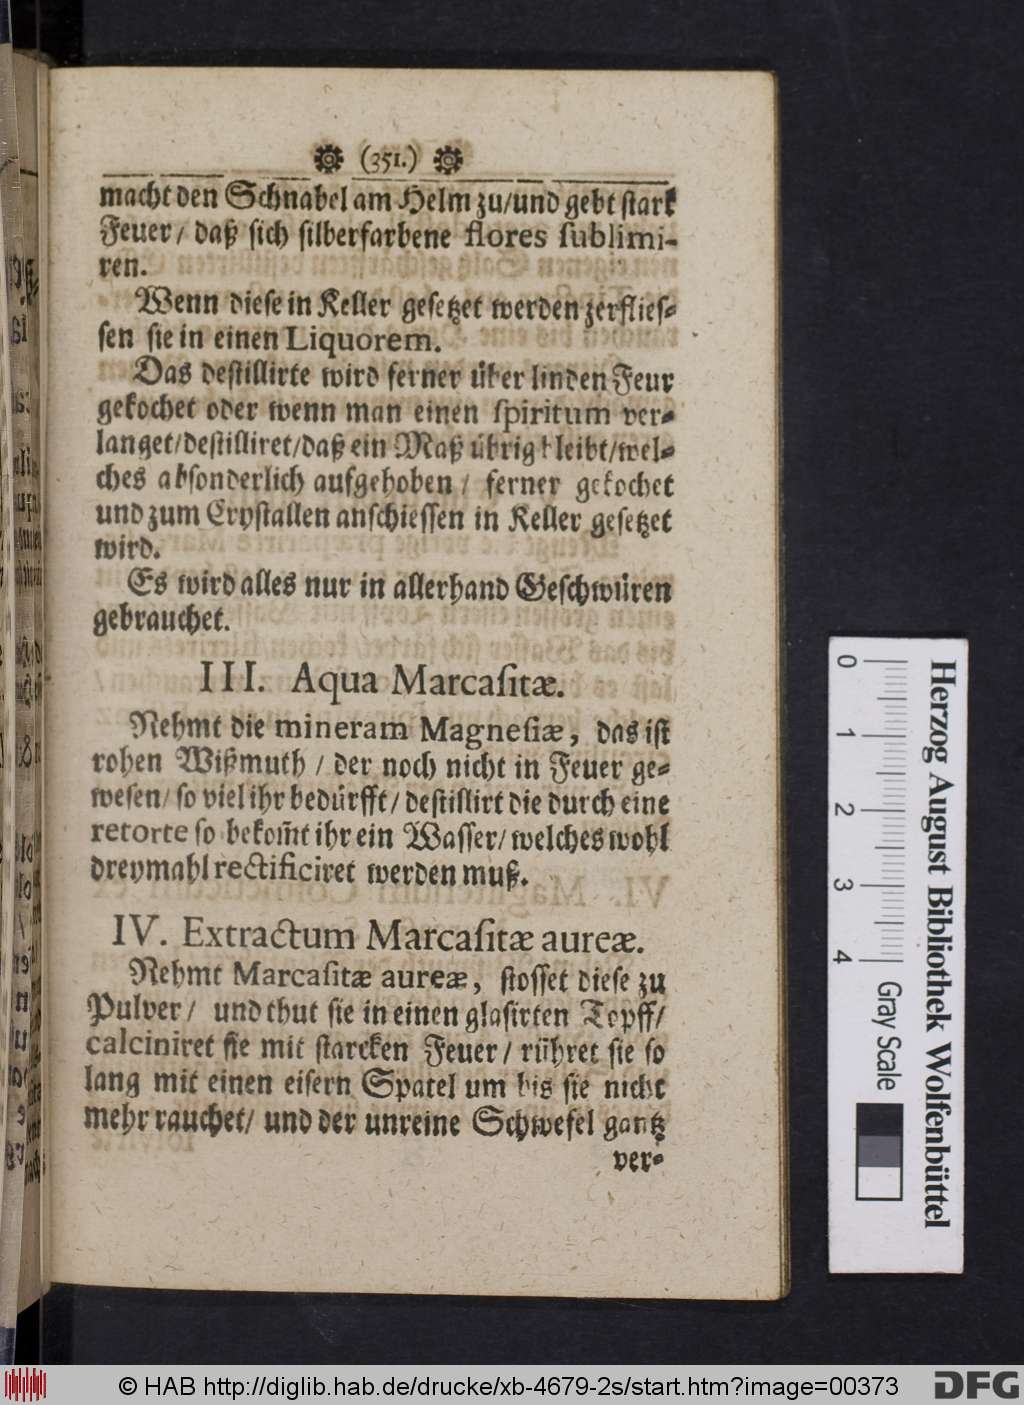 (351.)
macht den Schnabel am Helm zu/und gebt stark
Feuer/ daß sich silberfarbene flores ſublimi-
ren.
Wenn diese in Keller gesetzet werden zerflies-
sen sie in einen Liquorem.
Das destillirte wird ferner über linden Feur
gekochet oder wenn man einen ſpiritum ver-
langet/destilliret/daß ein Maß übrig bleibt/wel-
ches absonderlich aufgehoben/ ferner gekochet
und zum Crystallen anschiessen in Keller gesetzet
wird.
Es wird alles nur in allerhand Geschwüren
gebrauchet.
III. Aqua Marcaſitæ.
Nehmt die mineram Magneſiæ, das ist
rohen Wißmuth / der noch nicht in Feuer ge-
wesen/ so viel ihr bedürfft/ destillirt die durch eine
retorte so bekom̃t ihr ein Wasser/ welches wohl
dreymahl rectificiret werden muß.
IV. Extractum Marcaſitæ aureæ.
Nehmt Marcaſitæ aureæ, stosset diese zu
Pulver/ und thut sie in einen glasirten Topff/
calciniret sie mit starcken Feuer/ rühret sie so
lang mit einen eisern Spatel um bis sie nicht
mehr rauchet/ und der unreine Schwefel gantz
ver-
Herzog August Bibliothek Wolfenbüttel
0 1 2 3 4 Gray Scale
© HAB http://diglib.hab.de/drucke/xb-4679-2s/start.htm?image=00373 DFG